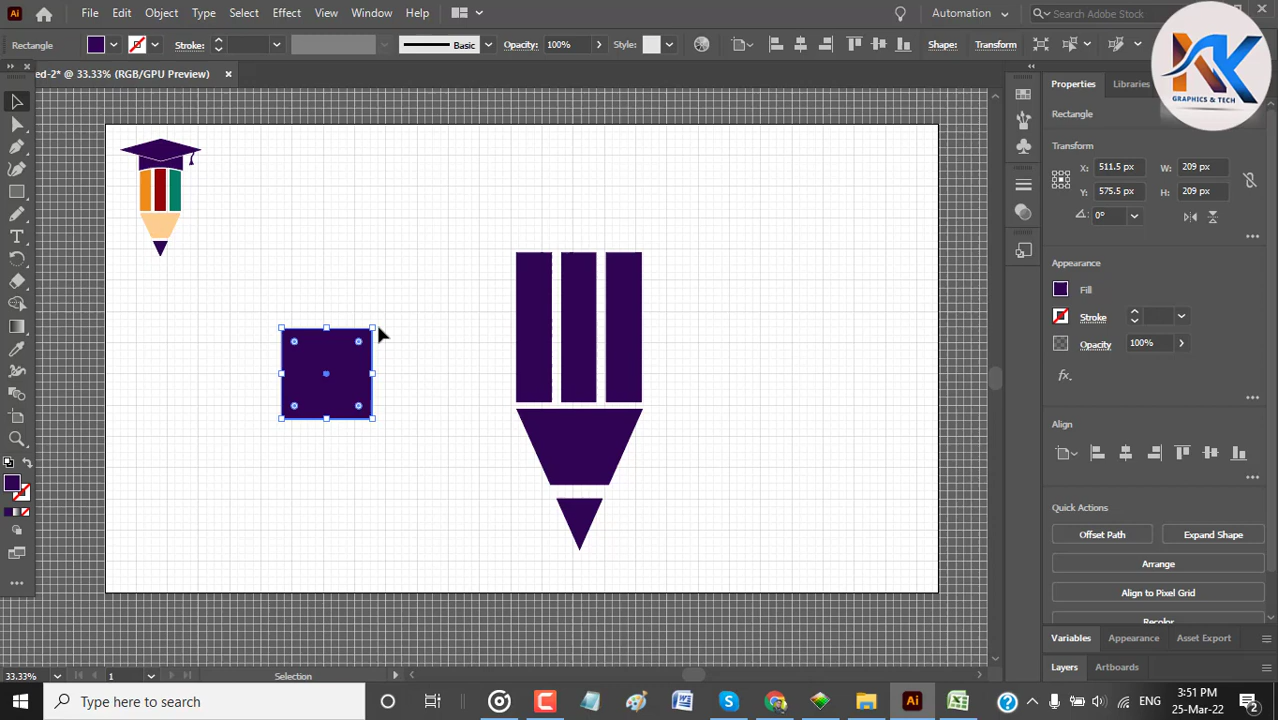 Ai File Edit Object Type Select Effect View Window Help Automation Search Adobe Stock
Rectangle Stroke: Basic Opacity: 100% Style: Shape: Transform
ed-2* @ 33.33% (RGB/GPU Preview)
Properties Libraries
XK
GRAPHICS & TECH
Rectangle
Transform
X: 511.5 px W: 209 px
Y: 575.5 px H: 209 px
0°
Appearance
Fill
Stroke
Opacity 100%
fx.
Align
Quick Actions
Offset Path Expand Shape
Arrange
Align to Pixel Grid
Recolor
Variables Appearance Asset Export
Layers Artboards
33.33% 1 Selection
Type here to search
ENG
3:51 PM
25-Mar-22
2